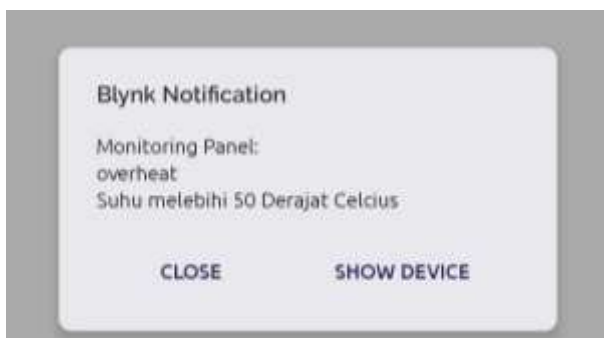 Blynk Notification
Monitoring Panel:
overheat
Suhu melebihi 50 Derajat Celcius
CLOSE SHOW DEVICE